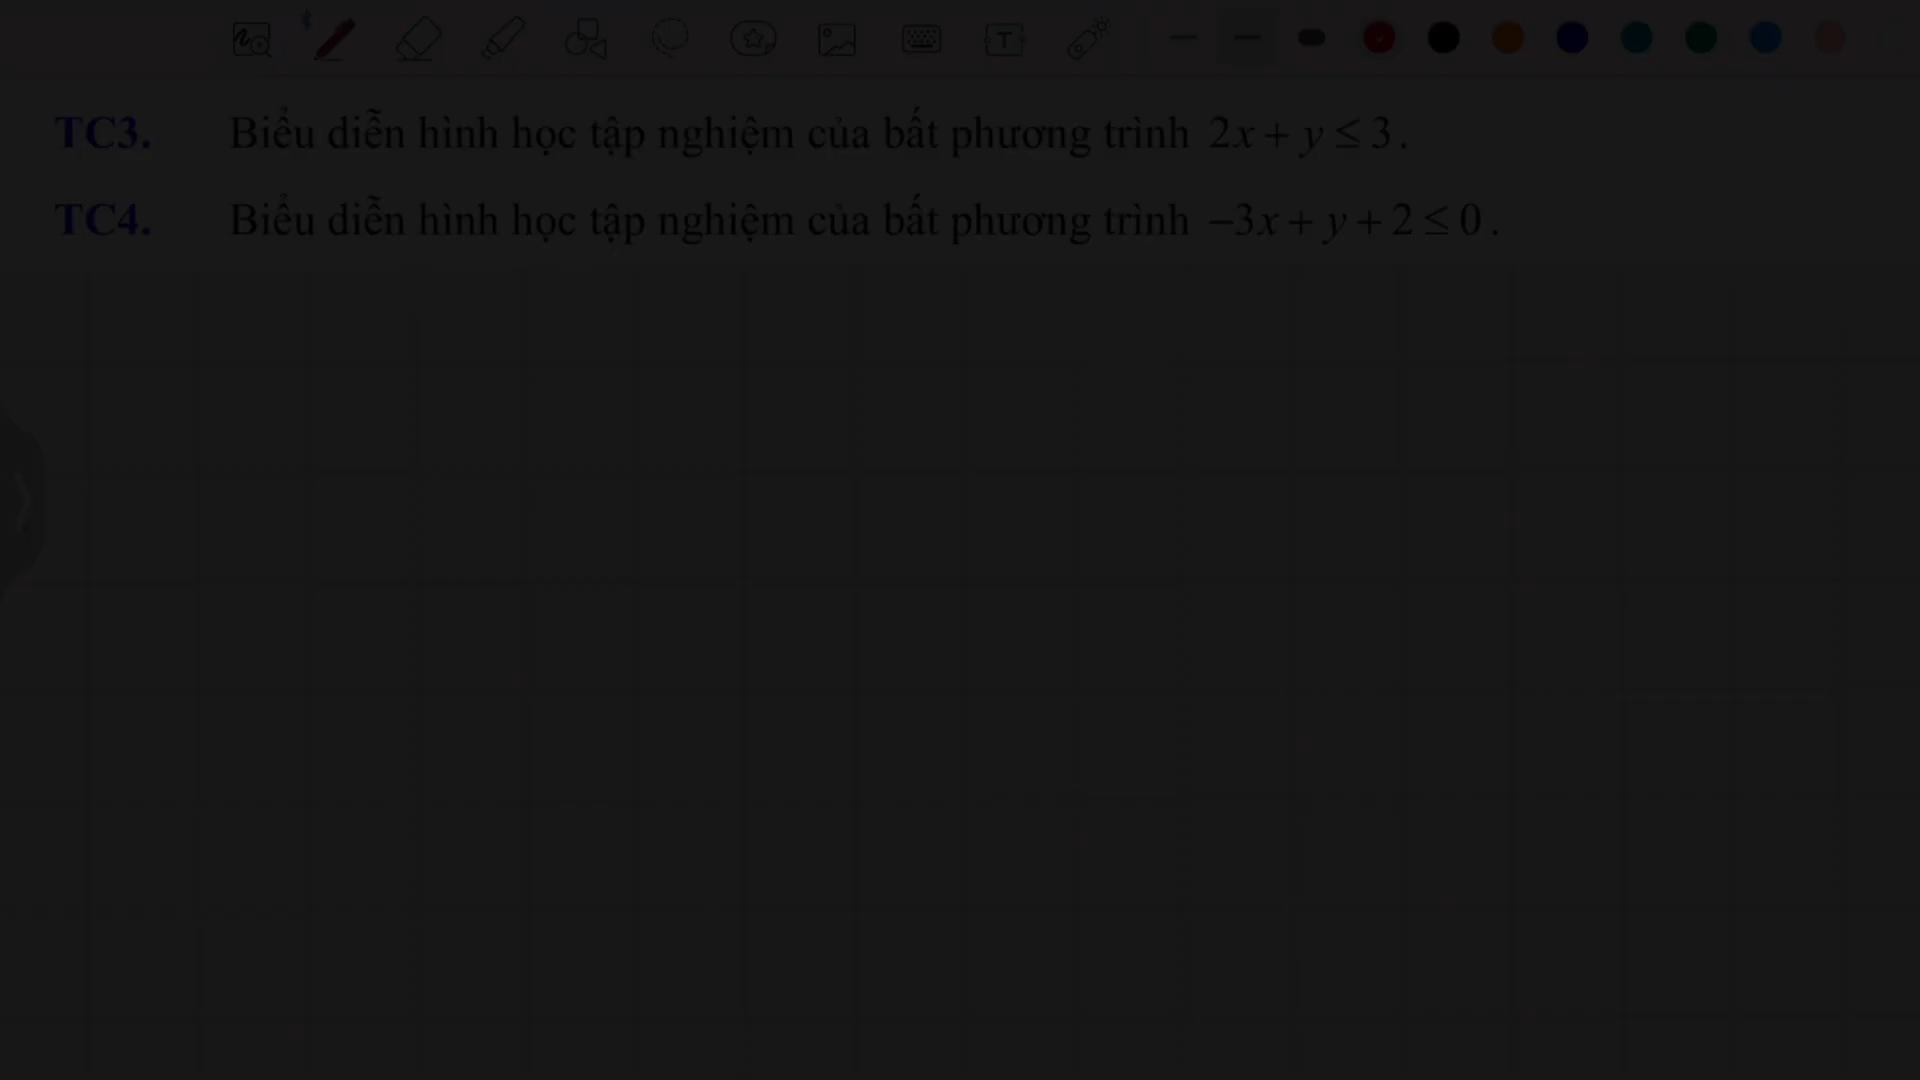 TC3. Biểu diễn hình học tập nghiệm của bất phương trình 2x + y ≤ 3.
TC4. Biểu diễn hình học tập nghiệm của bất phương trình −3x + y + 2 ≤ 0.